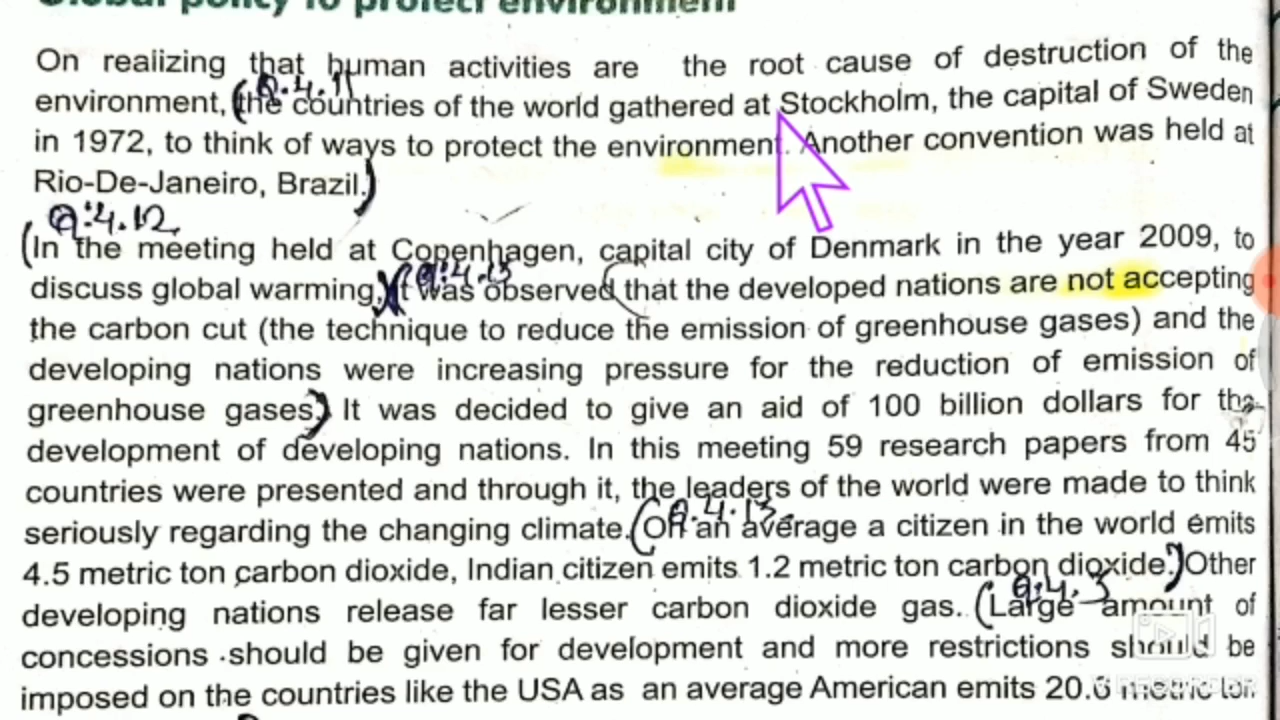 Global policy to protect environment
On realizing that human activities are the root cause of destruction of the
Q.4.11
environment, (the countries of the world gathered at Stockholm, the capital of Sweden
in 1972, to think of ways to protect the environment. Another convention was held at
Rio-De-Janeiro, Brazil.)
Q:4.12
(In the meeting held at Copenhagen, capital city of Denmark in the year 2009, to
Q:4.13
discuss global warming,)(It was observed that the developed nations are not accepting
the carbon cut (the technique to reduce the emission of greenhouse gases) and the
developing nations were increasing pressure for the reduction of emission of
greenhouse gases) It was decided to give an aid of 100 billion dollars for the
development of developing nations. In this meeting 59 research papers from 45
countries were presented and through it, the leaders of the world were made to think
Q.4.13
seriously regarding the changing climate. (On an average a citizen in the world emits
4.5 metric ton carbon dioxide, Indian citizen emits 1.2 metric ton carbon dioxide.) Other
Q.4.3
developing nations release far lesser carbon dioxide gas. (Large amount of
concessions should be given for development and more restrictions should be
imposed on the countries like the USA as an average American emits 20.6 metric ton